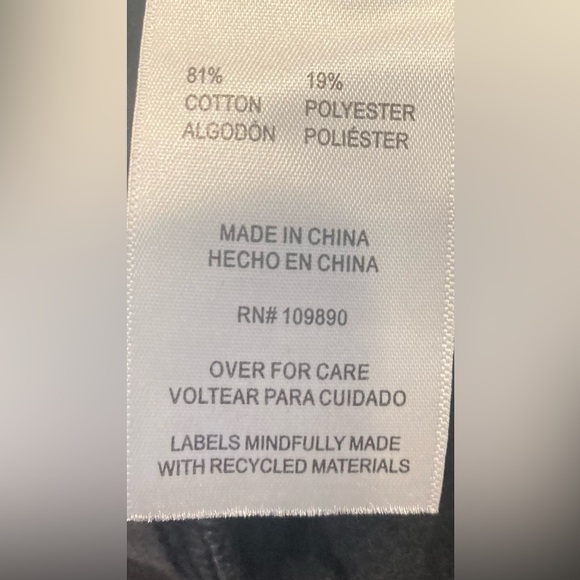 81% 19%
COTTON POLYESTER
ALGODÓN POLIÉSTER
MADE IN CHINA
HECHO EN CHINA
RN# 109890
OVER FOR CARE
VOLTEAR PARA CUIDADO
LABELS MINDFULLY MADE
WITH RECYCLED MATERIALS